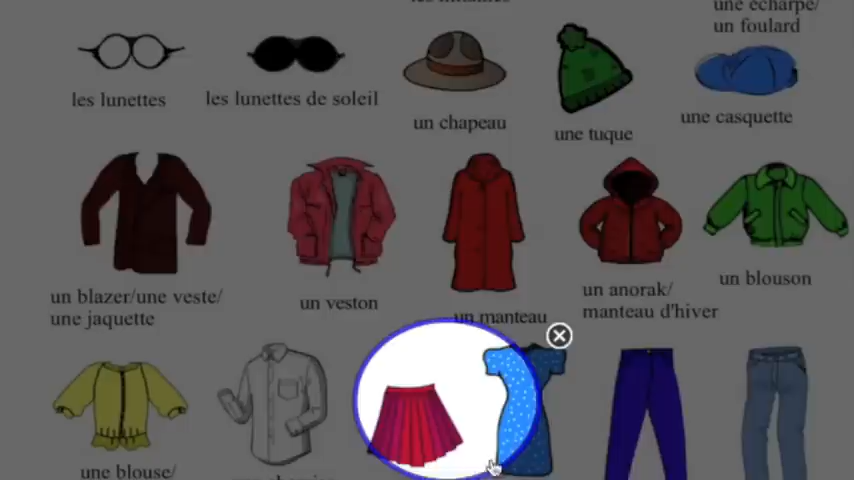 une écharpe/
un foulard
les lunettes
les lunettes de soleil
un chapeau
une tuque
une casquette
un blazer/une veste/
une jaquette
un veston
un manteau
un anorak/
manteau d'hiver
un blouson
une blouse/